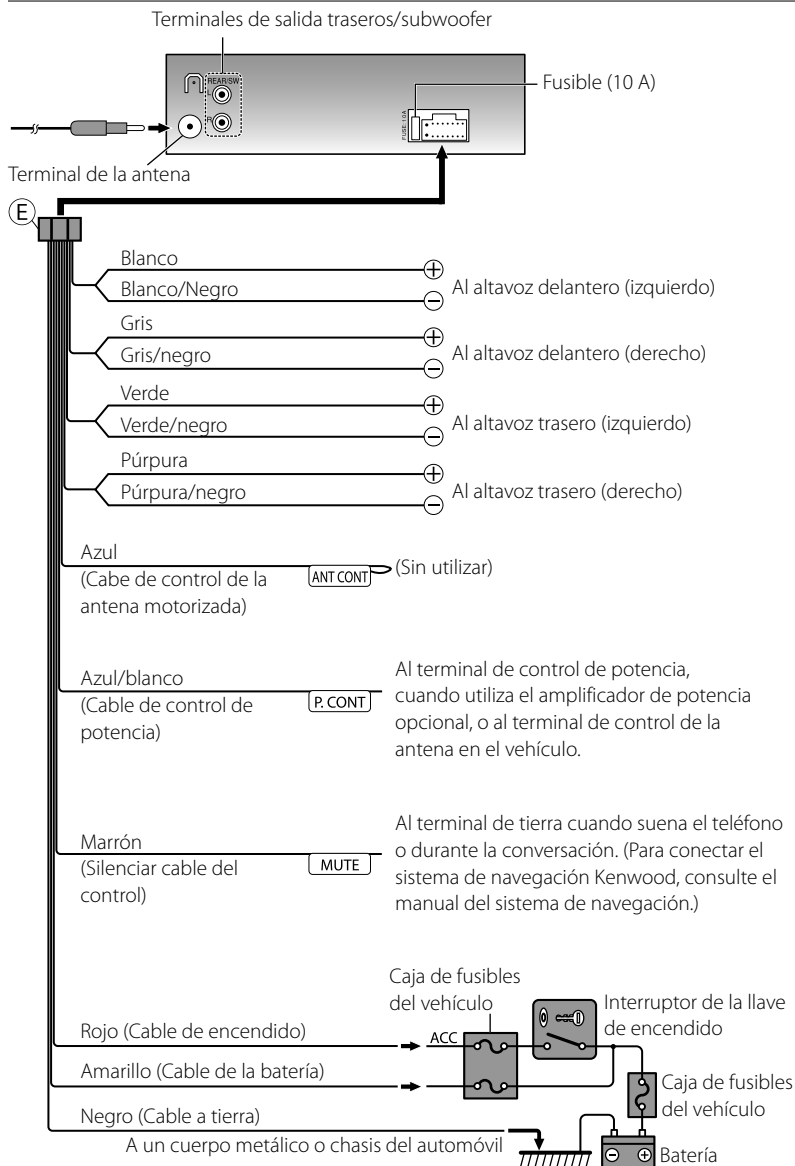 Terminales de salida traseros/subwoofer
REAR/SW
L
R
FUSE: 10A
Fusible (10 A)
Terminal de la antena
E
Blanco
Blanco/Negro
Al altavoz delantero (izquierdo)
Gris
Gris/negro
Al altavoz delantero (derecho)
Verde
Verde/negro
Al altavoz trasero (izquierdo)
Púrpura
Púrpura/negro
Al altavoz trasero (derecho)
Azul
(Cabe de control de la
antena motorizada)
ANT CONT
(Sin utilizar)
Azul/blanco
(Cable de control de
potencia)
P. CONT
Al terminal de control de potencia,
cuando utiliza el amplificador de potencia
opcional, o al terminal de control de la
antena en el vehículo.
Marrón
(Silenciar cable del
control)
MUTE
Al terminal de tierra cuando suena el teléfono
o durante la conversación. (Para conectar el
sistema de navegación Kenwood, consulte el
manual del sistema de navegación.)
Caja de fusibles
del vehículo
Interruptor de la llave
de encendido
Rojo (Cable de encendido)
ACC
Amarillo (Cable de la batería)
Caja de fusibles
del vehículo
Negro (Cable a tierra)
A un cuerpo metálico o chasis del automóvil
Batería